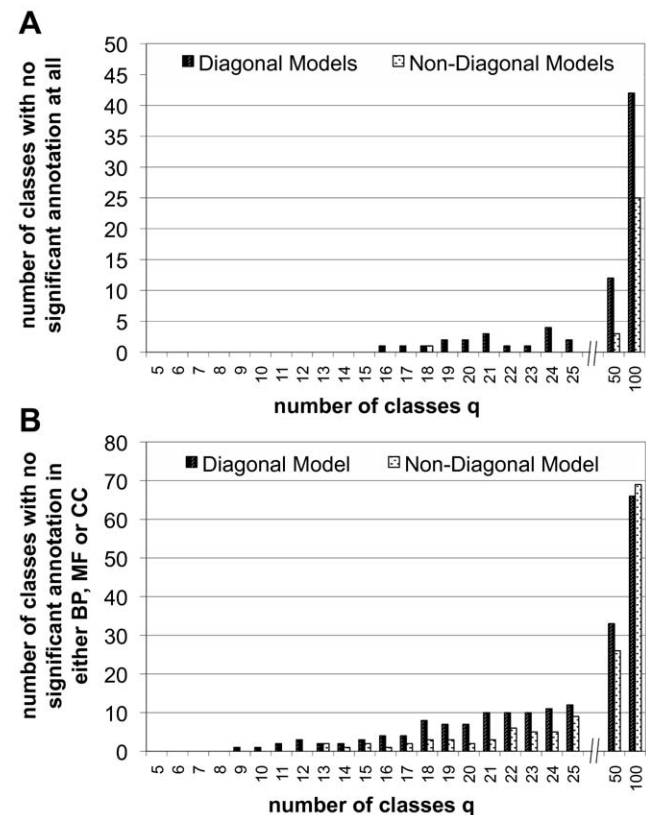 A
number of classes with no
significant annotation at all
50
45
40
35
30
25
20
15
10
5
0
Diagonal Models Non-Diagonal Models
5 6 7 8 9 10 11 12 13 14 15 16 17 18 19 20 21 22 23 24 25 // 50 100
number of classes q
B
number of classes with no
significant annotation in
either BP, MF or CC
80
70
60
50
40
30
20
10
0
Diagonal Model Non-Diagonal Model
5 6 7 8 9 10 11 12 13 14 15 16 17 18 19 20 21 22 23 24 25 // 50 100
number of classes q